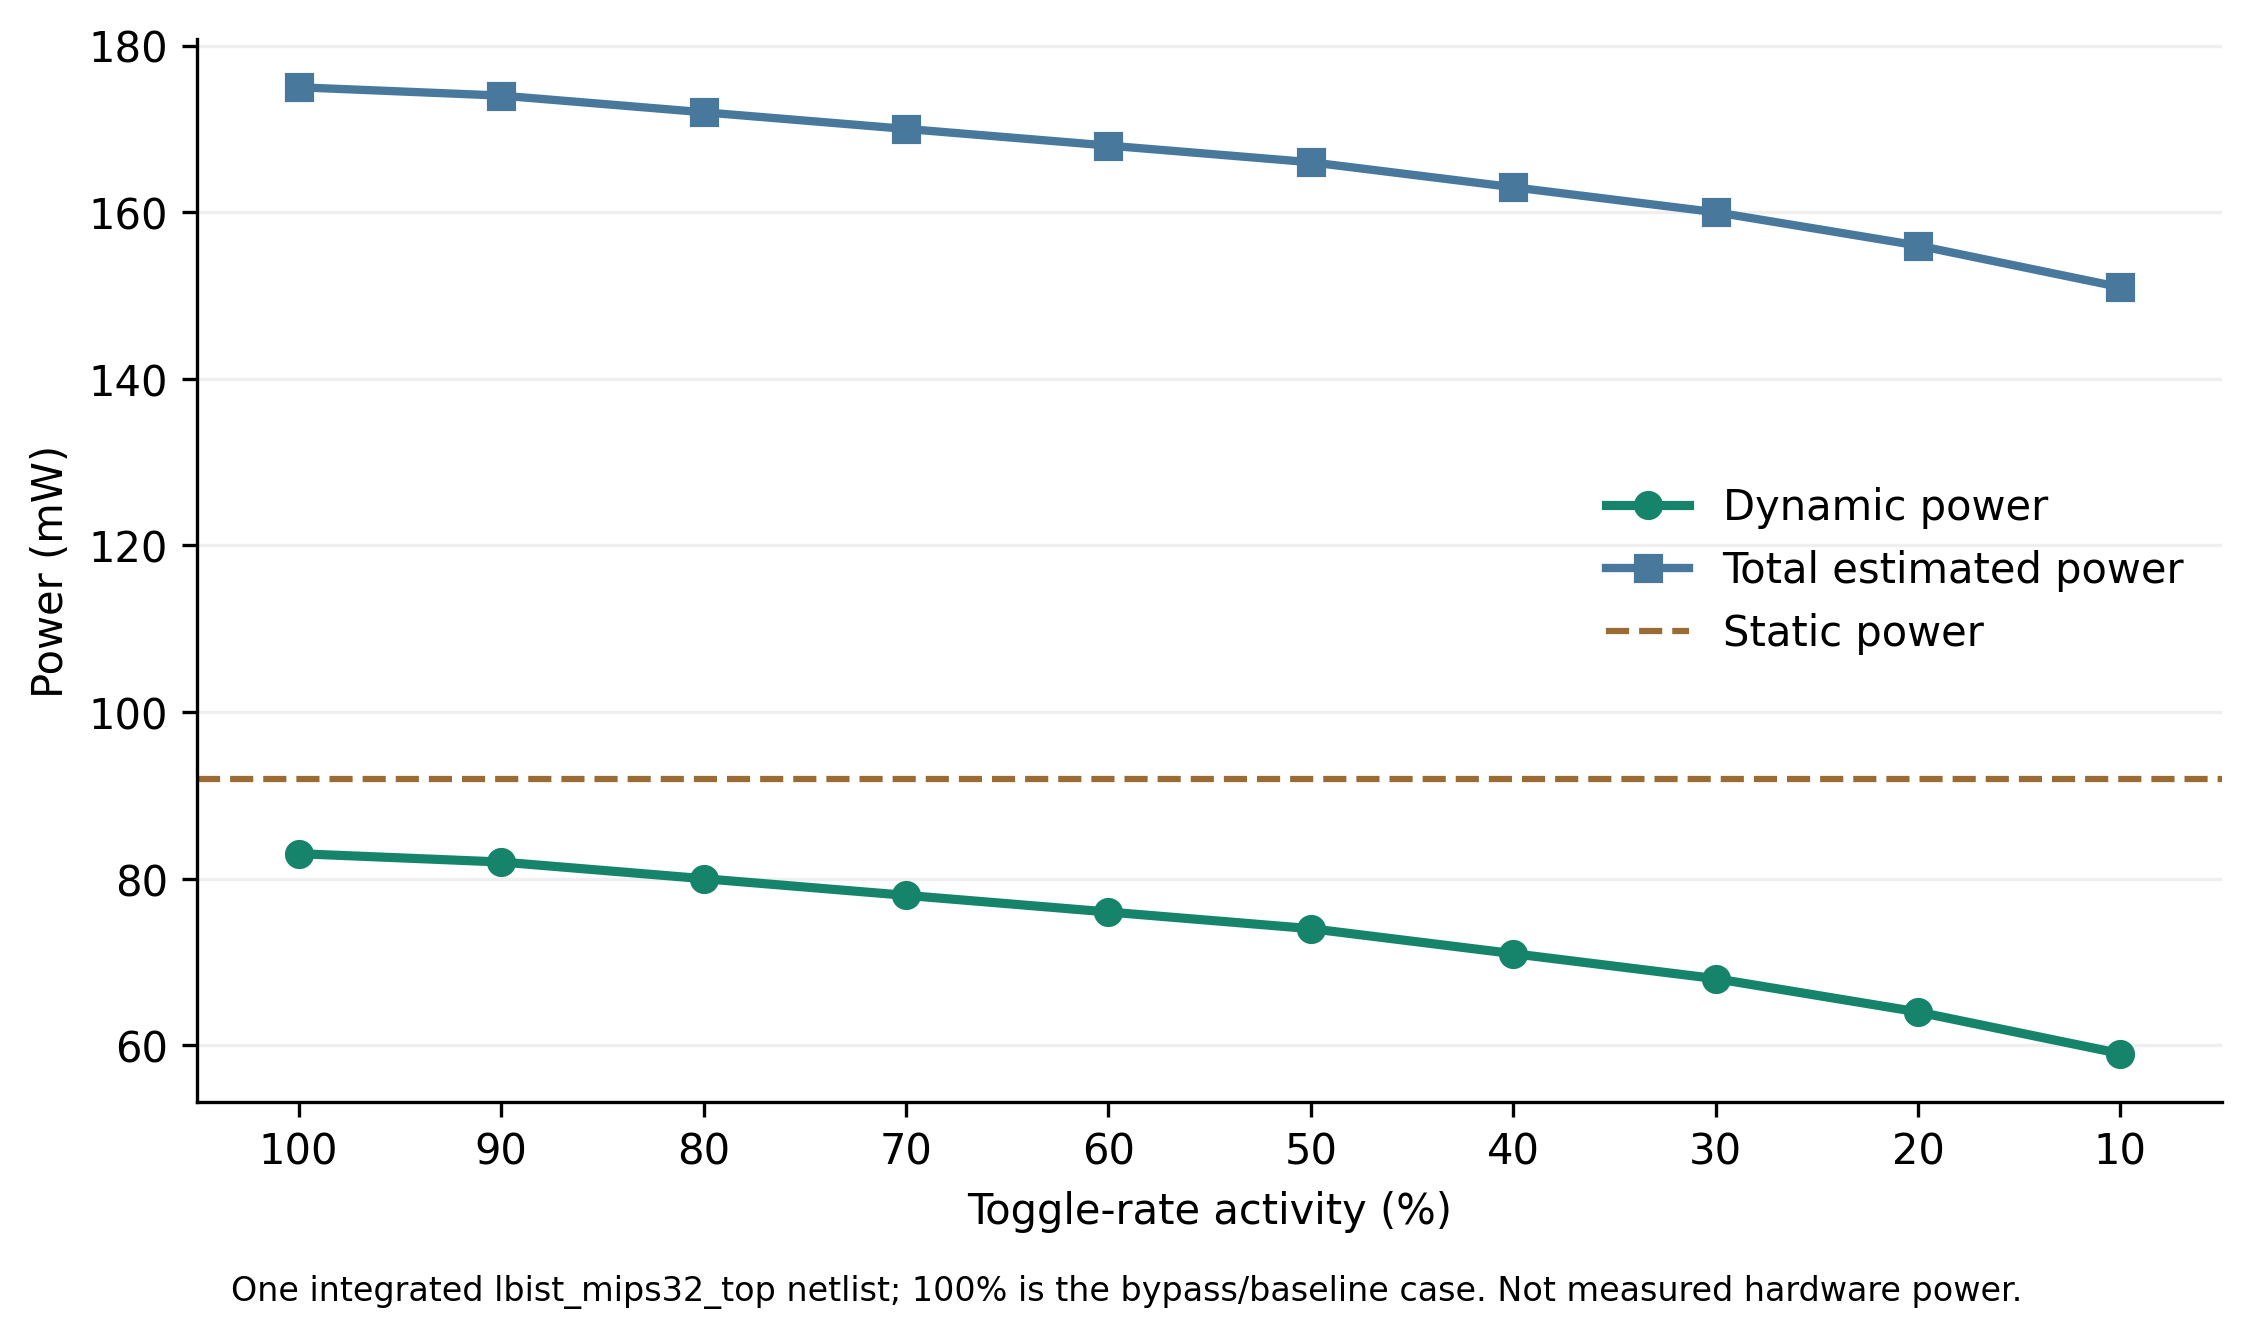 180
160
140
120
100
80
60
Power (mW)
Dynamic power
Total estimated power
Static power
100 90 80 70 60 50 40 30 20 10
Toggle-rate activity (%)
One integrated lbist_mips32_top netlist; 100% is the bypass/baseline case. Not measured hardware power.